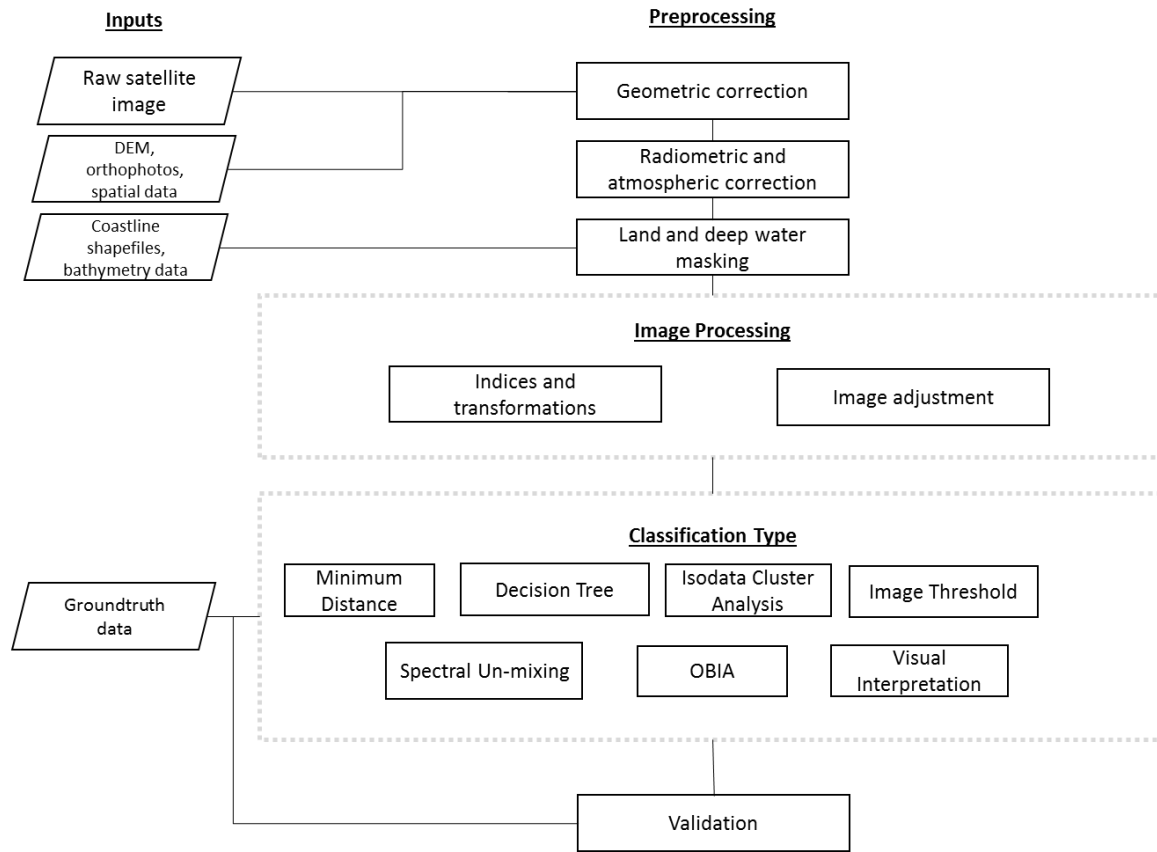 Inputs
Preprocessing
Raw satellite
image
Geometric correction
DEM,
orthophotos,
spatial data
Radiometric and
atmospheric correction
Coastline
shapefiles,
bathymetry data
Land and deep water
masking
Image Processing
Indices and
transformations
Image adjustment
Classification Type
Minimum
Distance
Decision Tree
Isodata Cluster
Analysis
Image Threshold
Groundtruth
data
Spectral Un-mixing
OBIA
Visual
Interpretation
Validation